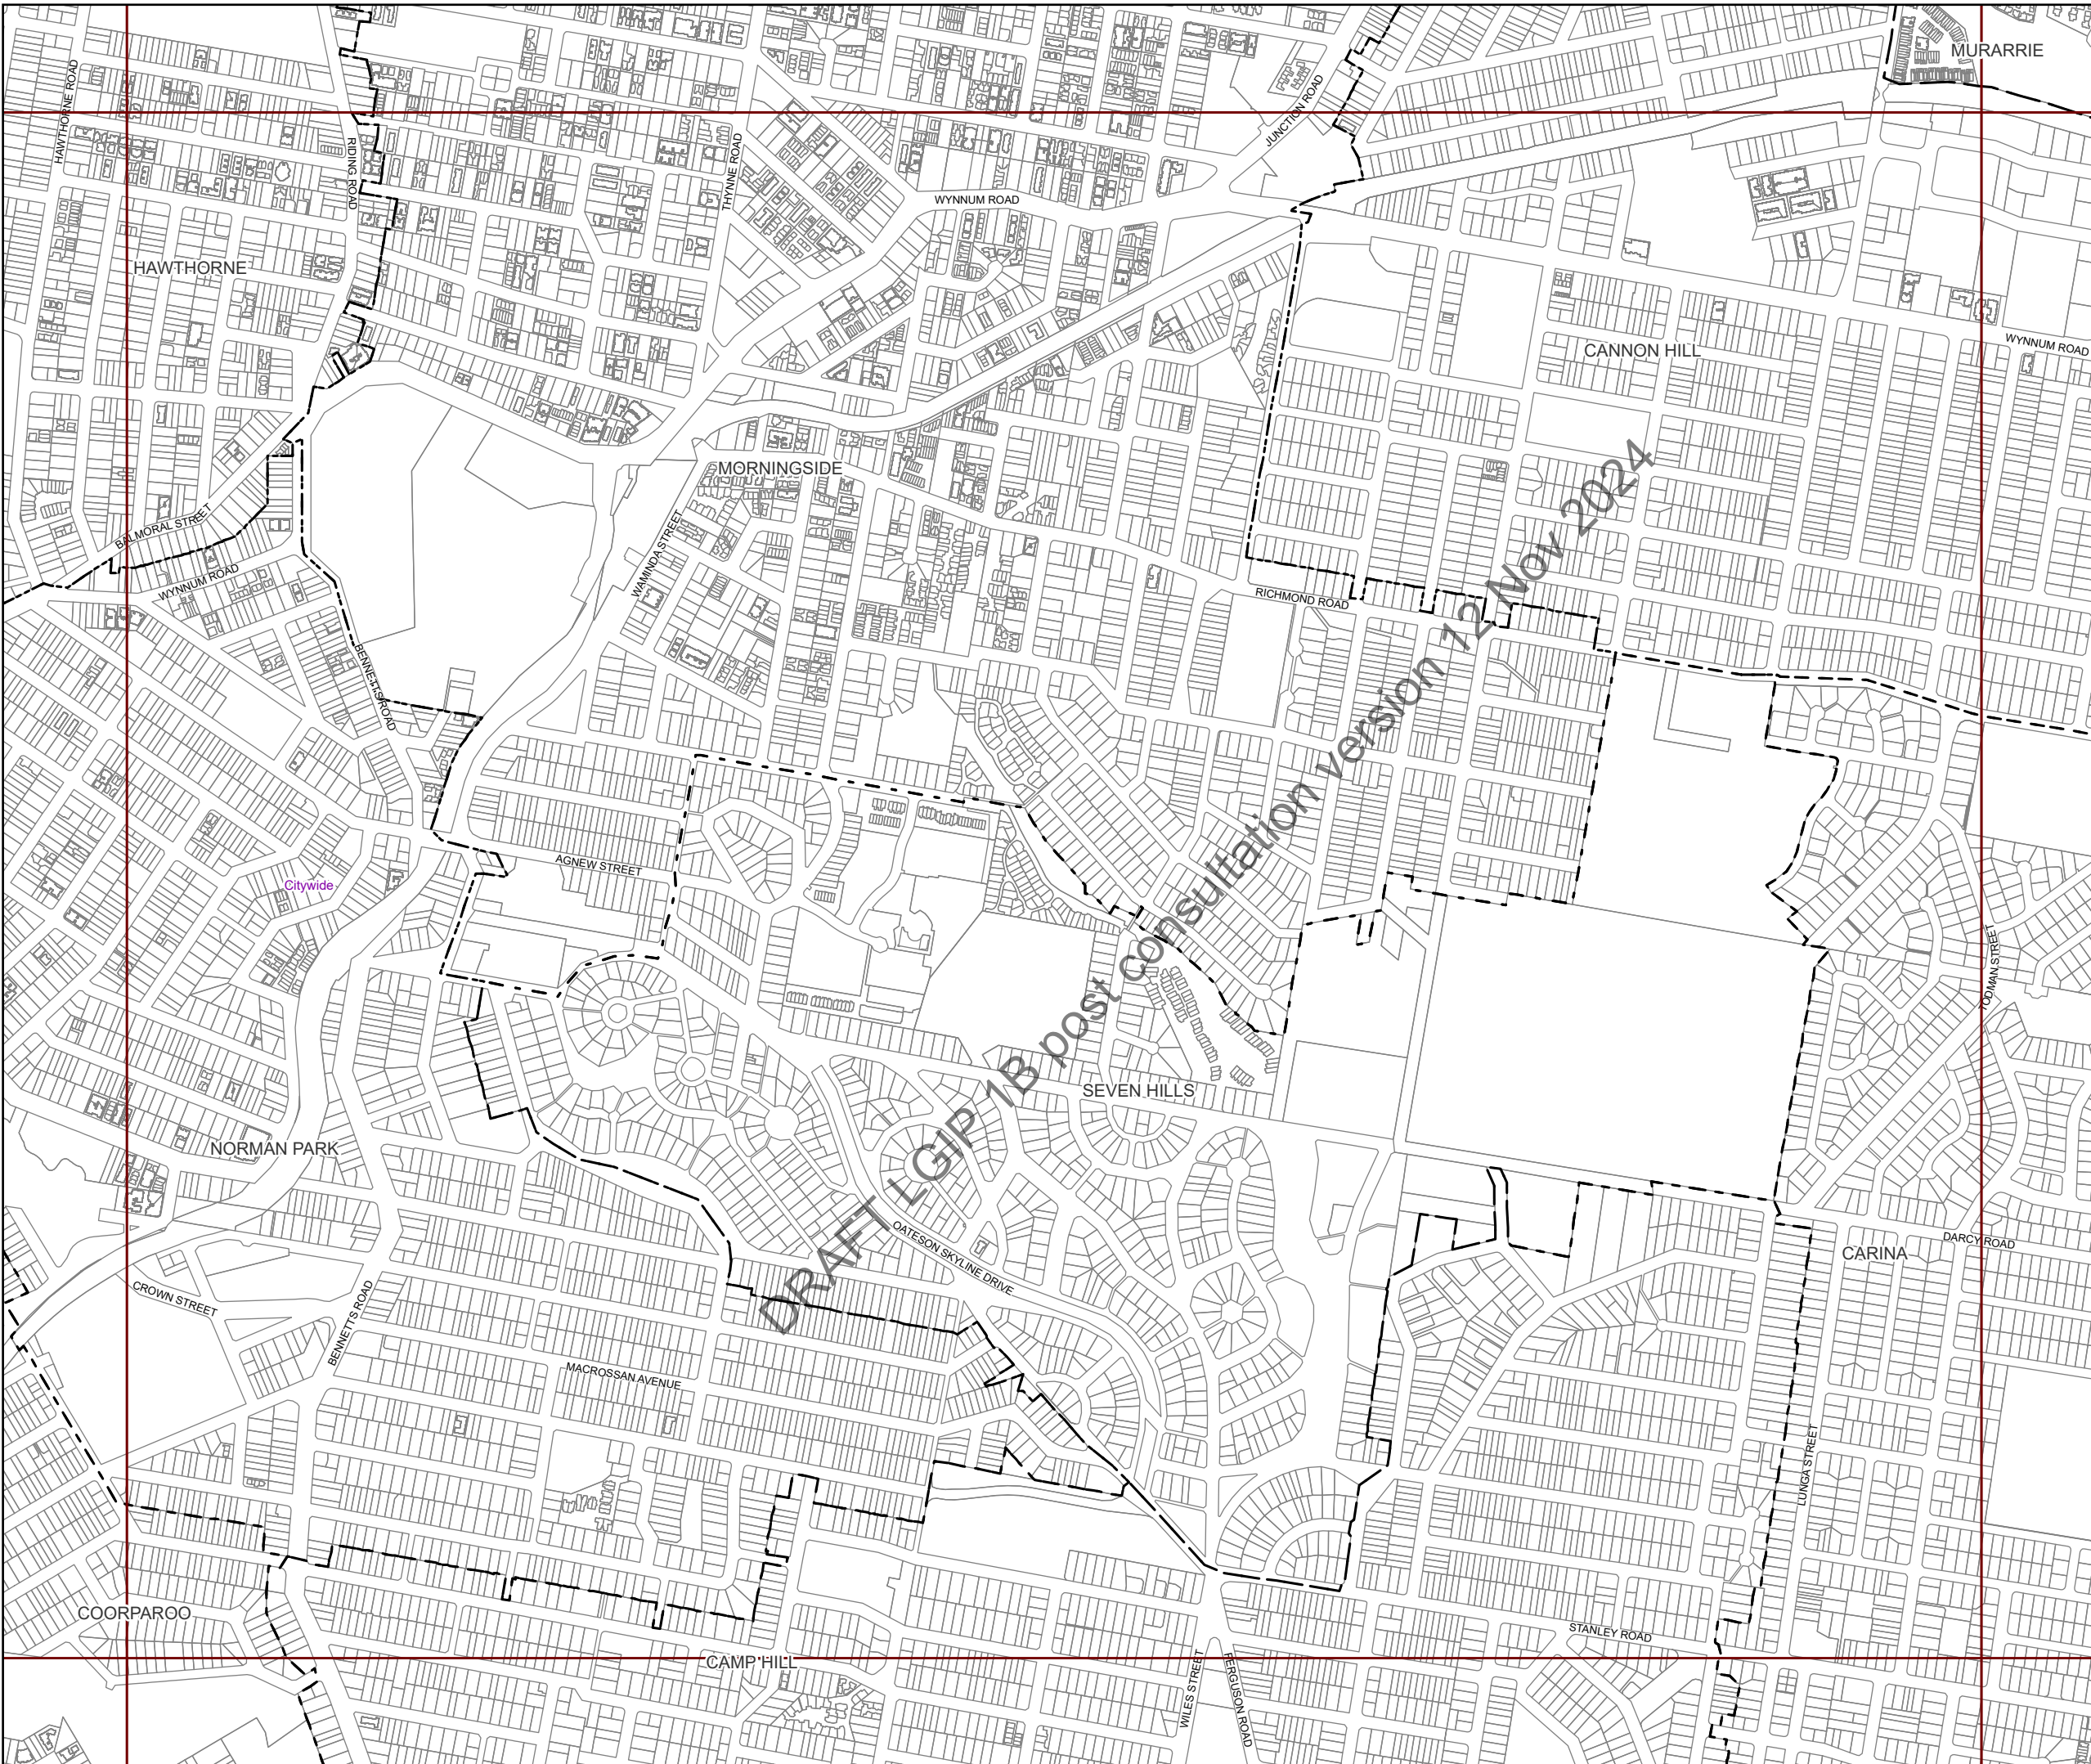 MURARRIE
HAWTHORNE ROAD
JUNCTION ROAD
RIDING ROAD
THYNNE ROAD
WYNNUM ROAD
HAWTHORNE
WYNNUM ROAD
CANNON HILL
MORNINGSIDE
BALMORAL STREET
WAMINDA STREET
WYNNUM ROAD
RICHMOND ROAD
BENNETTS ROAD
DRAFT LGIP 1B post consultation version 12 Nov 2024
AGNEW STREET
Citywide
TODMAN STREET
SEVEN HILLS
NORMAN PARK
OATESON SKYLINE DRIVE
DARCY ROAD
CARINA
CROWN STREET
BENNETTS ROAD
MACROSSAN AVENUE
LUNGA STREET
COORPAROO
STANLEY ROAD
CAMP HILL
WILES STREET
FERGUSON ROAD